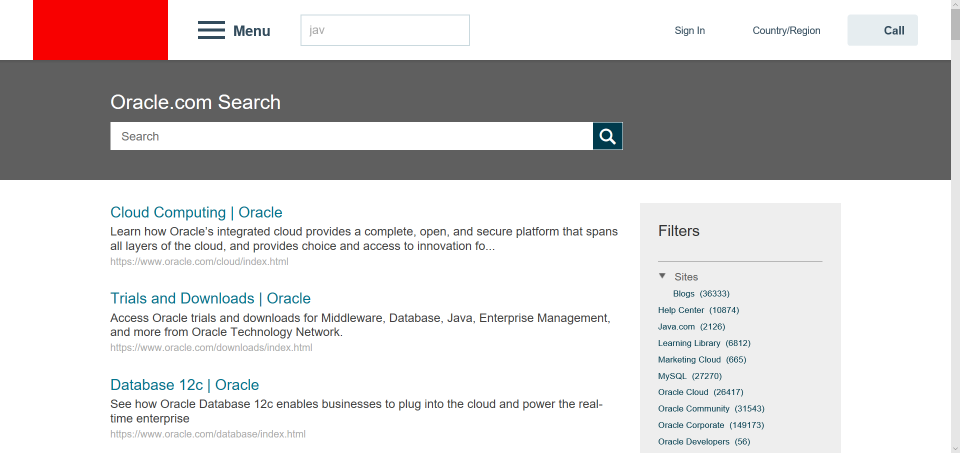 Menu
jav
Sign In
Country/Region
Call
Oracle.com Search
Search
Cloud Computing | Oracle
Learn how Oracle's integrated cloud provides a complete, open, and secure platform that spans
all layers of the cloud, and provides choice and access to innovation fo...
https://www.oracle.com/cloud/index.html
Trials and Downloads | Oracle
Access Oracle trials and downloads for Middleware, Database, Java, Enterprise Management,
and more from Oracle Technology Network.
https://www.oracle.com/downloads/index.html
Database 12c | Oracle
See how Oracle Database 12c enables businesses to plug into the cloud and power the real-
time enterprise
https://www.oracle.com/database/index.html
Filters
Sites
Blogs (36333)
Help Center (10874)
Java.com (2126)
Learning Library (6812)
Marketing Cloud (665)
MySQL (27270)
Oracle Cloud (26417)
Oracle Community (31543)
Oracle Corporate (149173)
Oracle Developers (56)